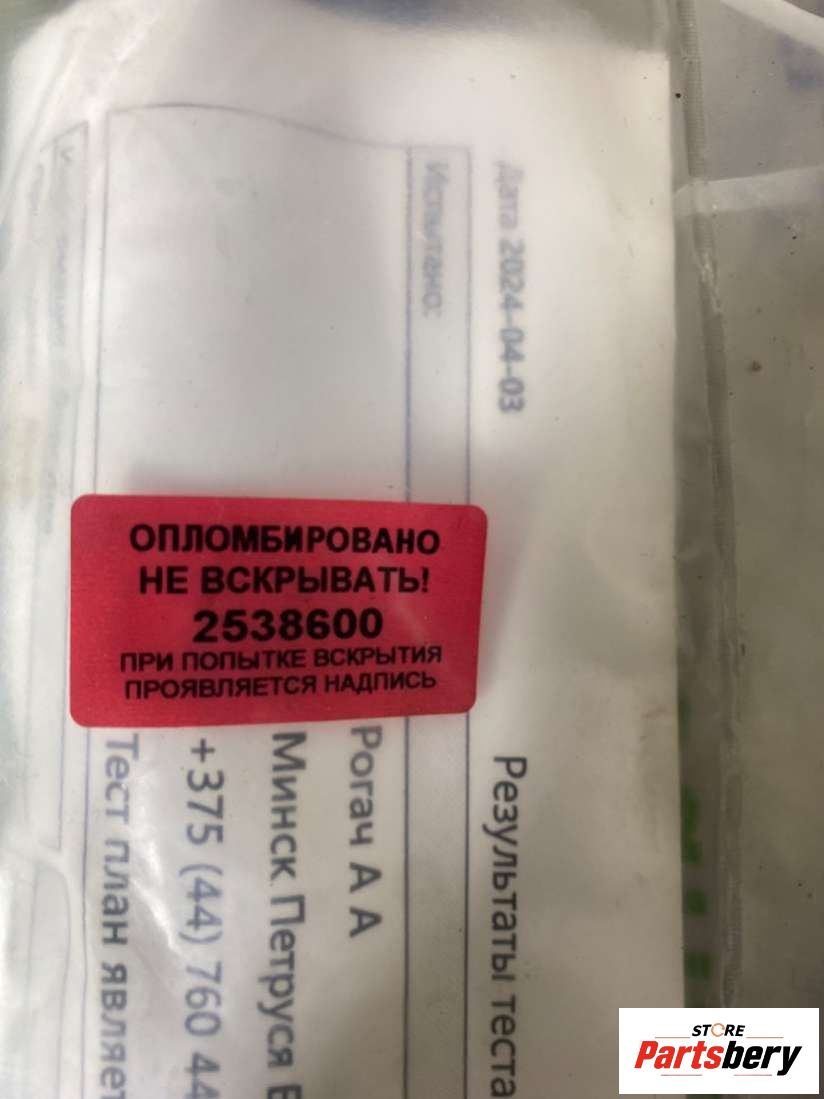 Дата 2024-04-03
Испытано:
ОПЛОМБИРОВАНО
НЕ ВСКРЫВАТЬ!
2538600
ПРИ ПОПЫТКЕ ВСКРЫТИЯ
ПРОЯВЛЯЕТСЯ НАДПИСЬ
Результаты теста
Рогач А А
Минск Петруся
+375 (44) 760 44
Тест план являет
STORE
Partsbery